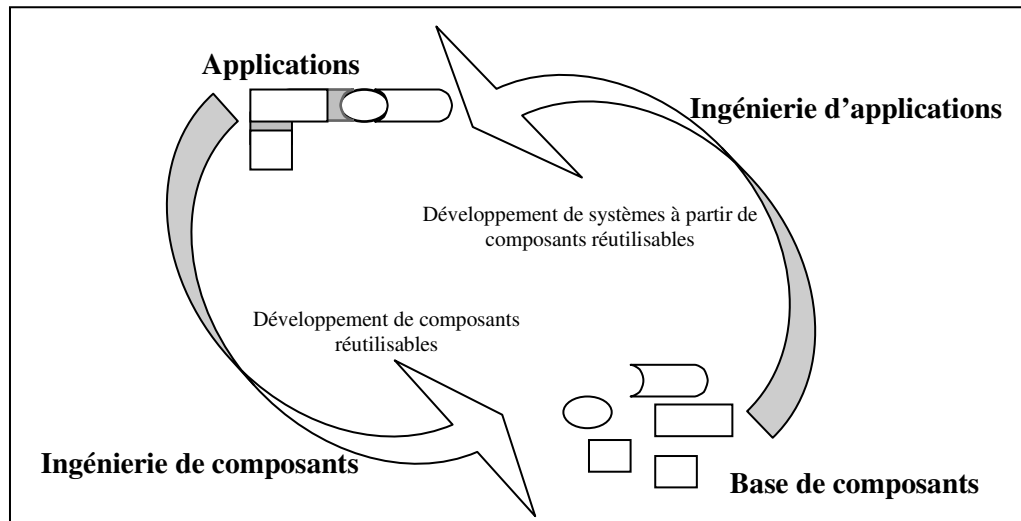 Applications
Ingénierie d'applications
Développement de systèmes à partir de
composants réutilisables
Développement de composants
réutilisables
Ingénierie de composants
Base de composants